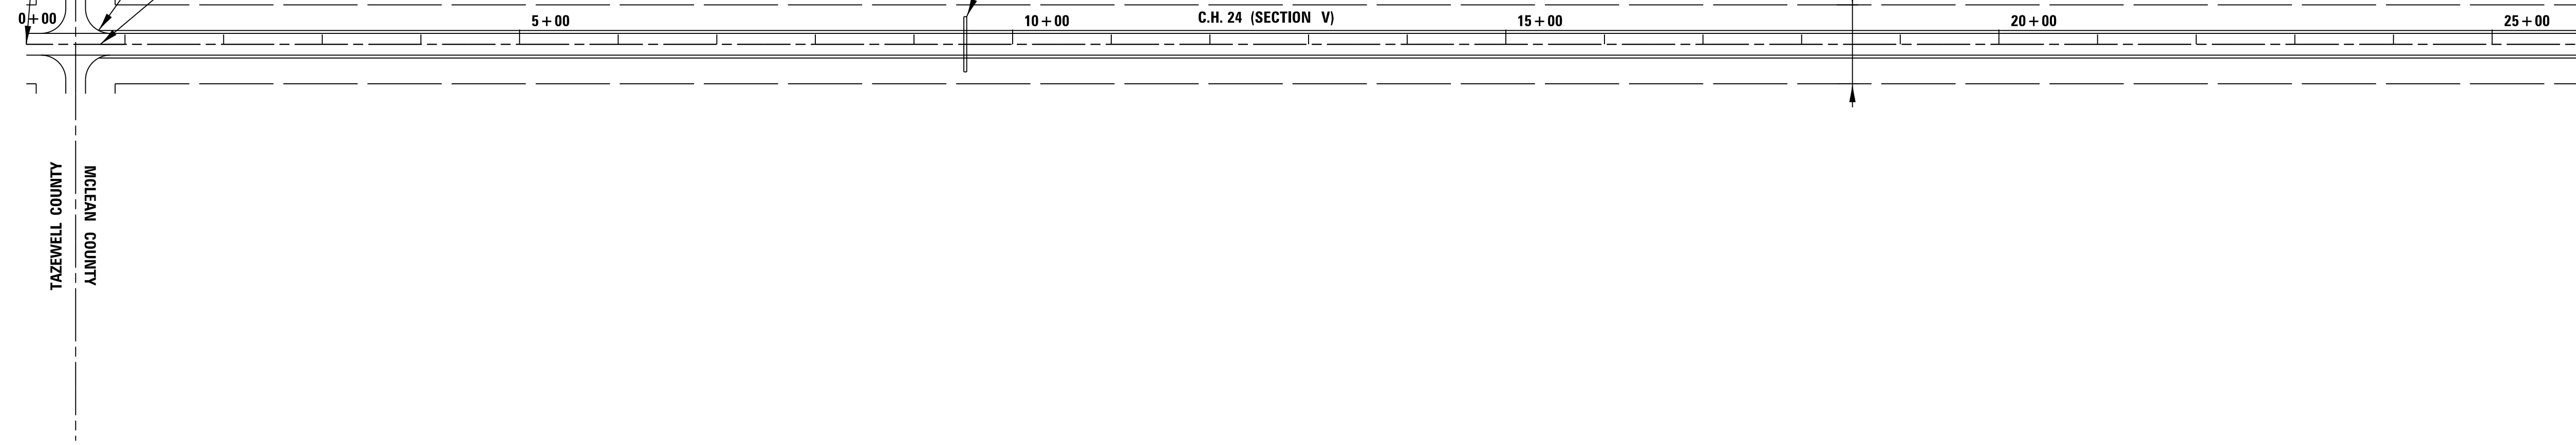 0+00
5+00
10+00
C.H. 24 (SECTION V)
15+00
20+00
25+00
TAZEWELL COUNTY
MCLEAN COUNTY